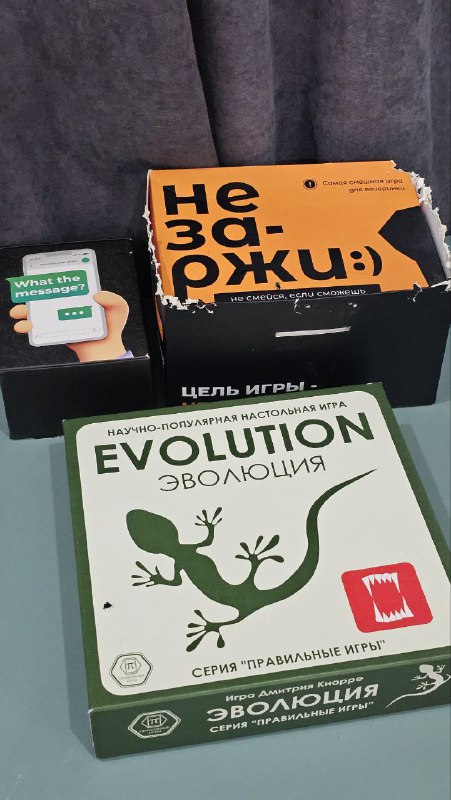 не
за-
ржи:)
Самая смешная игра
для вечеринки
не смейся, если сможешь
ЦЕЛЬ ИГРЫ -
What the
message?
НАУЧНО-ПОПУЛЯРНАЯ НАСТОЛЬНАЯ ИГРА
EVOLUTION
ЭВОЛЮЦИЯ
СЕРИЯ "ПРАВИЛЬНЫЕ ИГРЫ"
Игра Дмитрия Кнорре
ЭВОЛЮЦИЯ
СЕРИЯ "ПРАВИЛЬНЫЕ ИГРЫ"